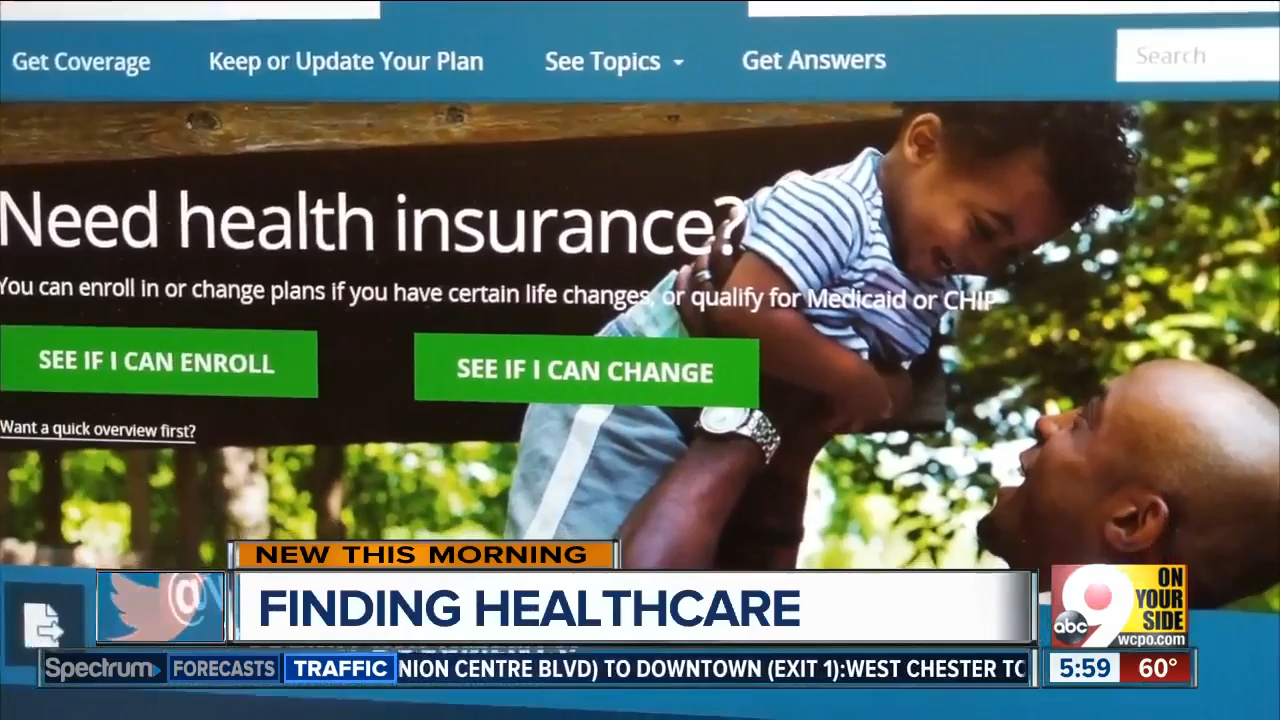 Get Coverage Keep or Update Your Plan See Topics Get Answers Search
Need health insurance?
You can enroll in or change plans if you have certain life changes, or qualify for Medicaid or CHIP
SEE IF I CAN ENROLL SEE IF I CAN CHANGE
Want a quick overview first?
NEW THIS MORNING
@
FINDING HEALTHCARE
abc 9 ON YOUR SIDE
wcpo.com
Spectrum FORECASTS TRAFFIC NION CENTRE BLVD) TO DOWNTOWN (EXIT 1):WEST CHESTER TO 5:59 60°